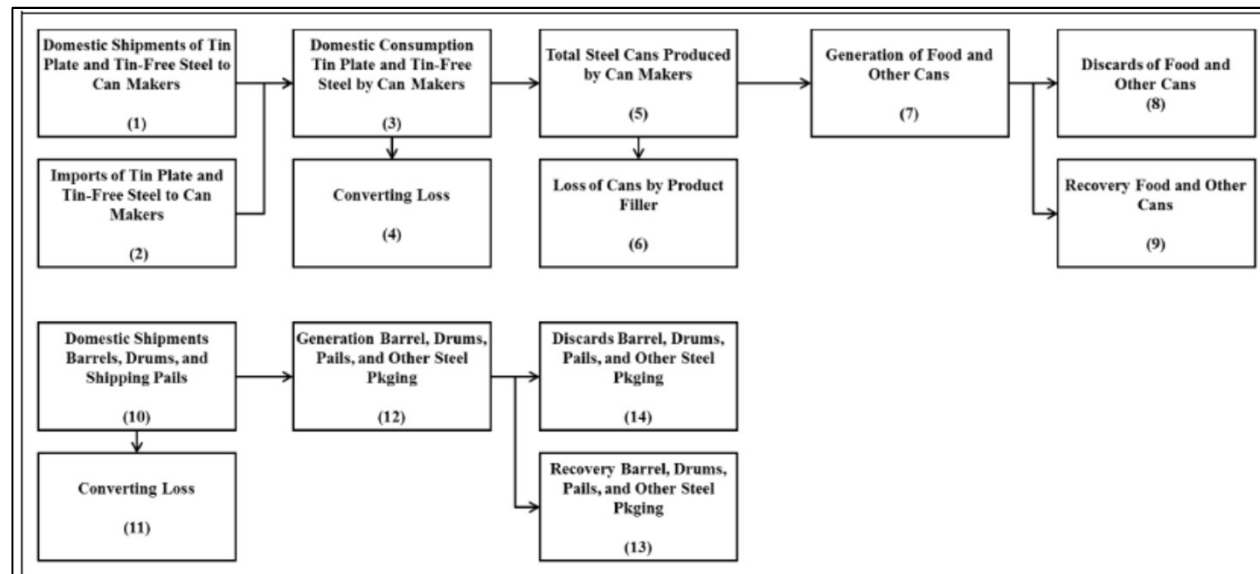 Domestic Shipments of Tin
Plate and Tin-Free Steel to
Can Makers
(1)
Domestic Consumption
Tin Plate and Tin-Free
Steel by Can Makers
(3)
Total Steel Cans Produced
by Can Makers
(5)
Generation of Food and
Other Cans
(7)
Discards of Food and
Other Cans
(8)
Imports of Tin Plate and
Tin-Free Steel to Can
Makers
(2)
Converting Loss
(4)
Loss of Cans by Product
Filler
(6)
Recovery Food and Other
Cans
(9)
Domestic Shipments
Barrels, Drums, and
Shipping Pails
(10)
Generation Barrel, Drums,
Pails, and Other Steel
Pkging
(12)
Discards Barrel, Drums,
Pails, and Other Steel
Pkging
(14)
Converting Loss
(11)
Recovery Barrel, Drums,
Pails, and Other Steel
Pkging
(13)